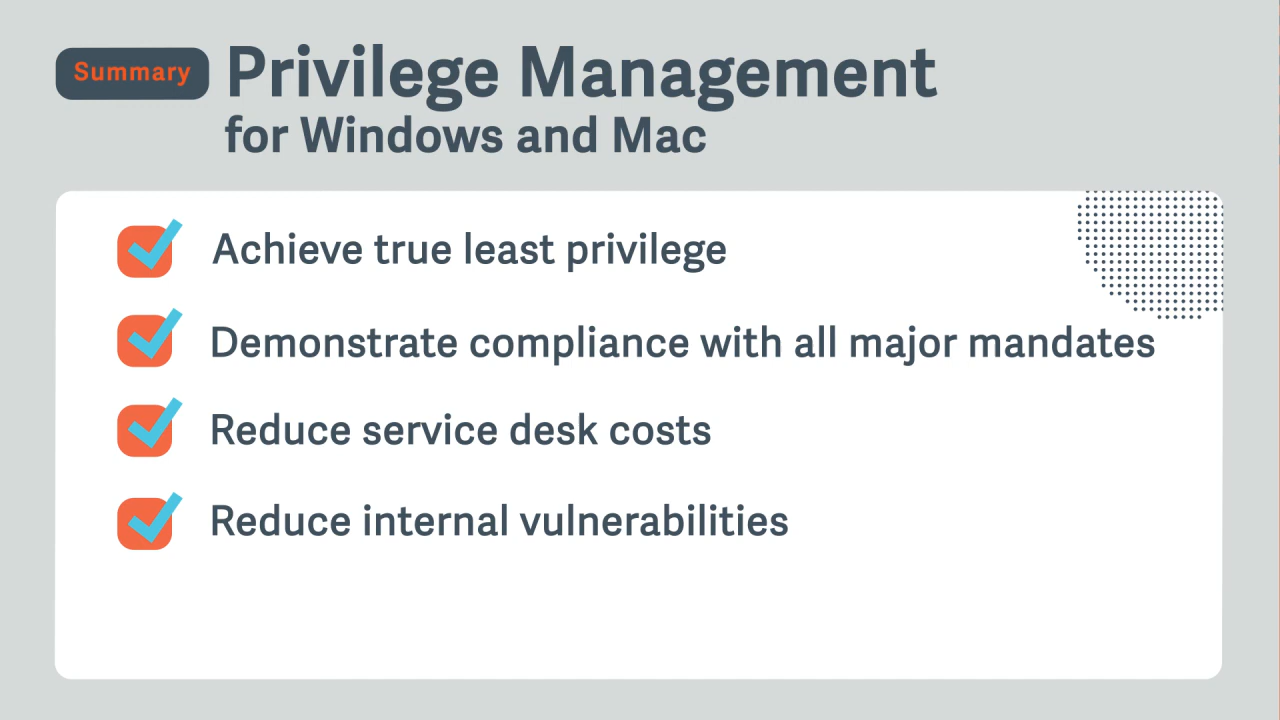 Summary
Privilege Management
for Windows and Mac
Achieve true least privilege
Demonstrate compliance with all major mandates
Reduce service desk costs
Reduce internal vulnerabilities